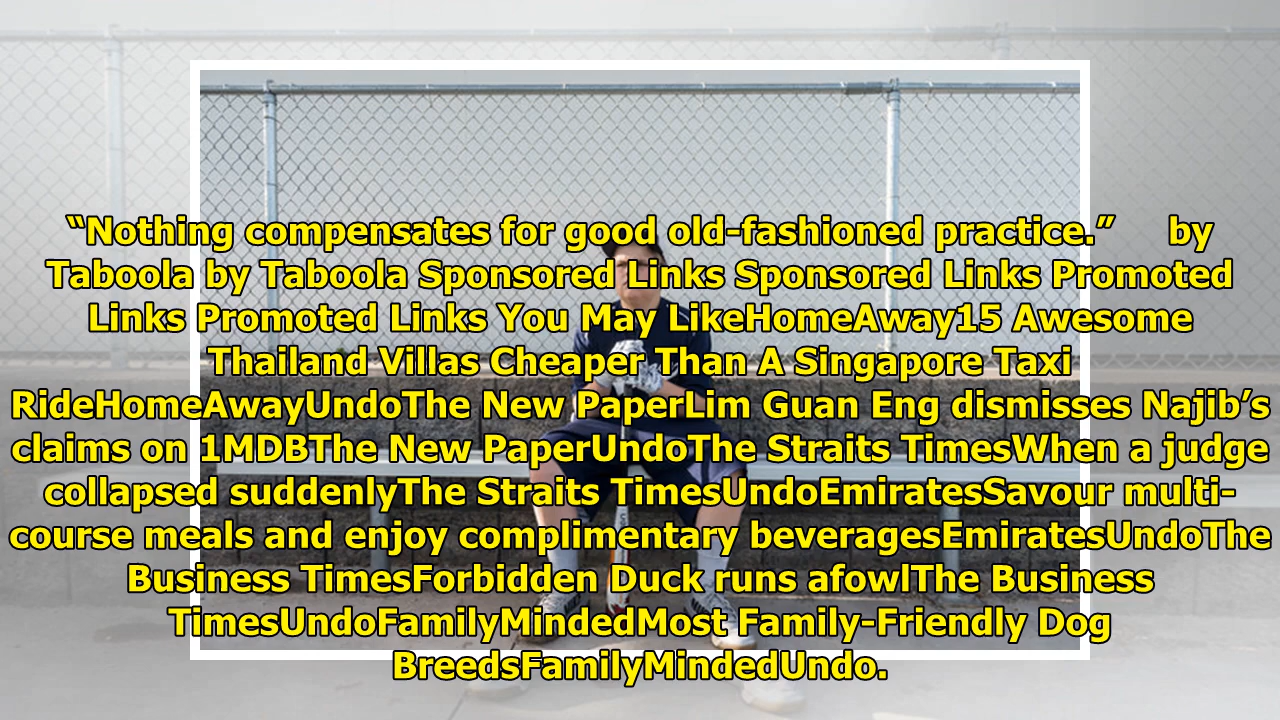 “Nothing compensates for good old-fashioned practice.”     by
Taboola by Taboola Sponsored Links Sponsored Links Promoted
Links Promoted Links You May LikeHomeAway15 Awesome
Thailand Villas Cheaper Than A Singapore Taxi
RideHomeAwayUndoThe New PaperLim Guan Eng dismisses Najib’s
claims on 1MDBThe New PaperUndoThe Straits TimesWhen a judge
collapsed suddenlyThe Straits TimesUndoEmiratesSavour multi-
course meals and enjoy complimentary beveragesEmiratesUndoThe
Business TimesForbidden Duck runs afowlThe Business
TimesUndoFamilyMindedMost Family-Friendly Dog
BreedsFamilyMindedUndo.